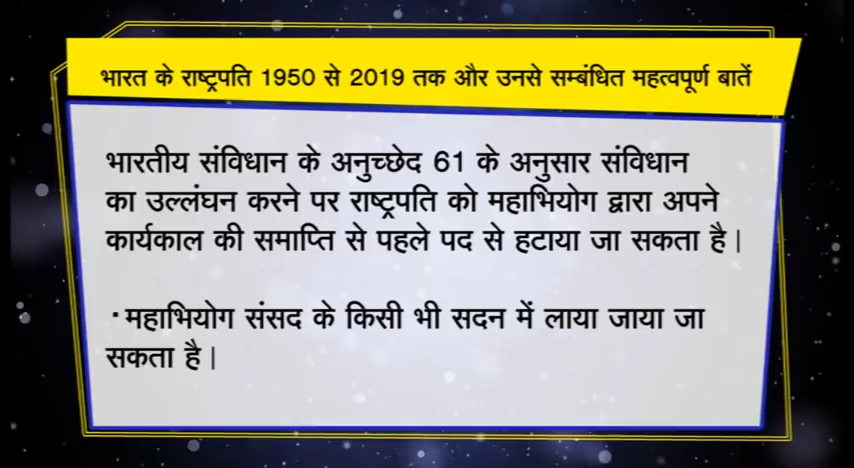 भारत के राष्ट्रपति 1950 से 2019 तक और उनसे सम्बंधित महत्वपूर्ण बातें
भारतीय संविधान के अनुच्छेद 61 के अनुसार संविधान
का उल्लंघन करने पर राष्ट्रपति को महाभियोग द्वारा अपने
कार्यकाल की समाप्ति से पहले पद से हटाया जा सकता है |
·महाभियोग संसद के किसी भी सदन में लाया जाया जा
सकता है |